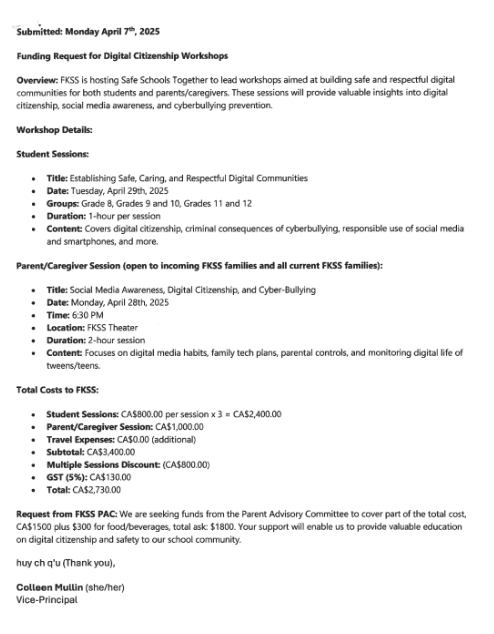 Submitted: Monday April 7th, 2025
Funding Request for Digital Citizenship Workshops
Overview: FKSS is hosting Safe Schools Together to lead workshops aimed at building safe and respectful digital
communities for both students and parents/caregivers. These sessions will provide valuable insights into digital
citizenship, social media awareness, and cyberbullying prevention.
Workshop Details:
Student Sessions:
• Title: Establishing Safe, Caring, and Respectful Digital Communities
• Date: Tuesday, April 29th, 2025
• Groups: Grade 8, Grades 9 and 10, Grades 11 and 12
• Duration: 1-hour per session
• Content: Covers digital citizenship, criminal consequences of cyberbullying, responsible use of social media
and smartphones, and more.
Parent/Caregiver Session (open to incoming FKSS families and all current FKSS families):
• Title: Social Media Awareness, Digital Citizenship, and Cyber-Bullying
• Date: Monday, April 28th, 2025
• Time: 6:30 PM
• Location: FKSS Theater
• Duration: 2-hour session
• Content: Focuses on digital media habits, family tech plans, parental controls, and monitoring digital life of
tweens/teens.
Total Costs to FKSS:
• Student Sessions: CA$800.00 per session x 3 = CA$2,400.00
• Parent/Caregiver Session: CA$1,000.00
• Travel Expenses: CA$0.00 (additional)
• Subtotal: CA$3,400.00
• Multiple Sessions Discount: (CA$800.00)
• GST (5%): CA$130.00
• Total: CA$2,730.00
Request from FKSS PAC: We are seeking funds from the Parent Advisory Committee to cover part of the total cost,
CA$1500 plus $300 for food/beverages, total ask: $1800. Your support will enable us to provide valuable education
on digital citizenship and safety to our school community.
huy ch q'u (Thank you),
Colleen Mullin (she/her)
Vice-Principal